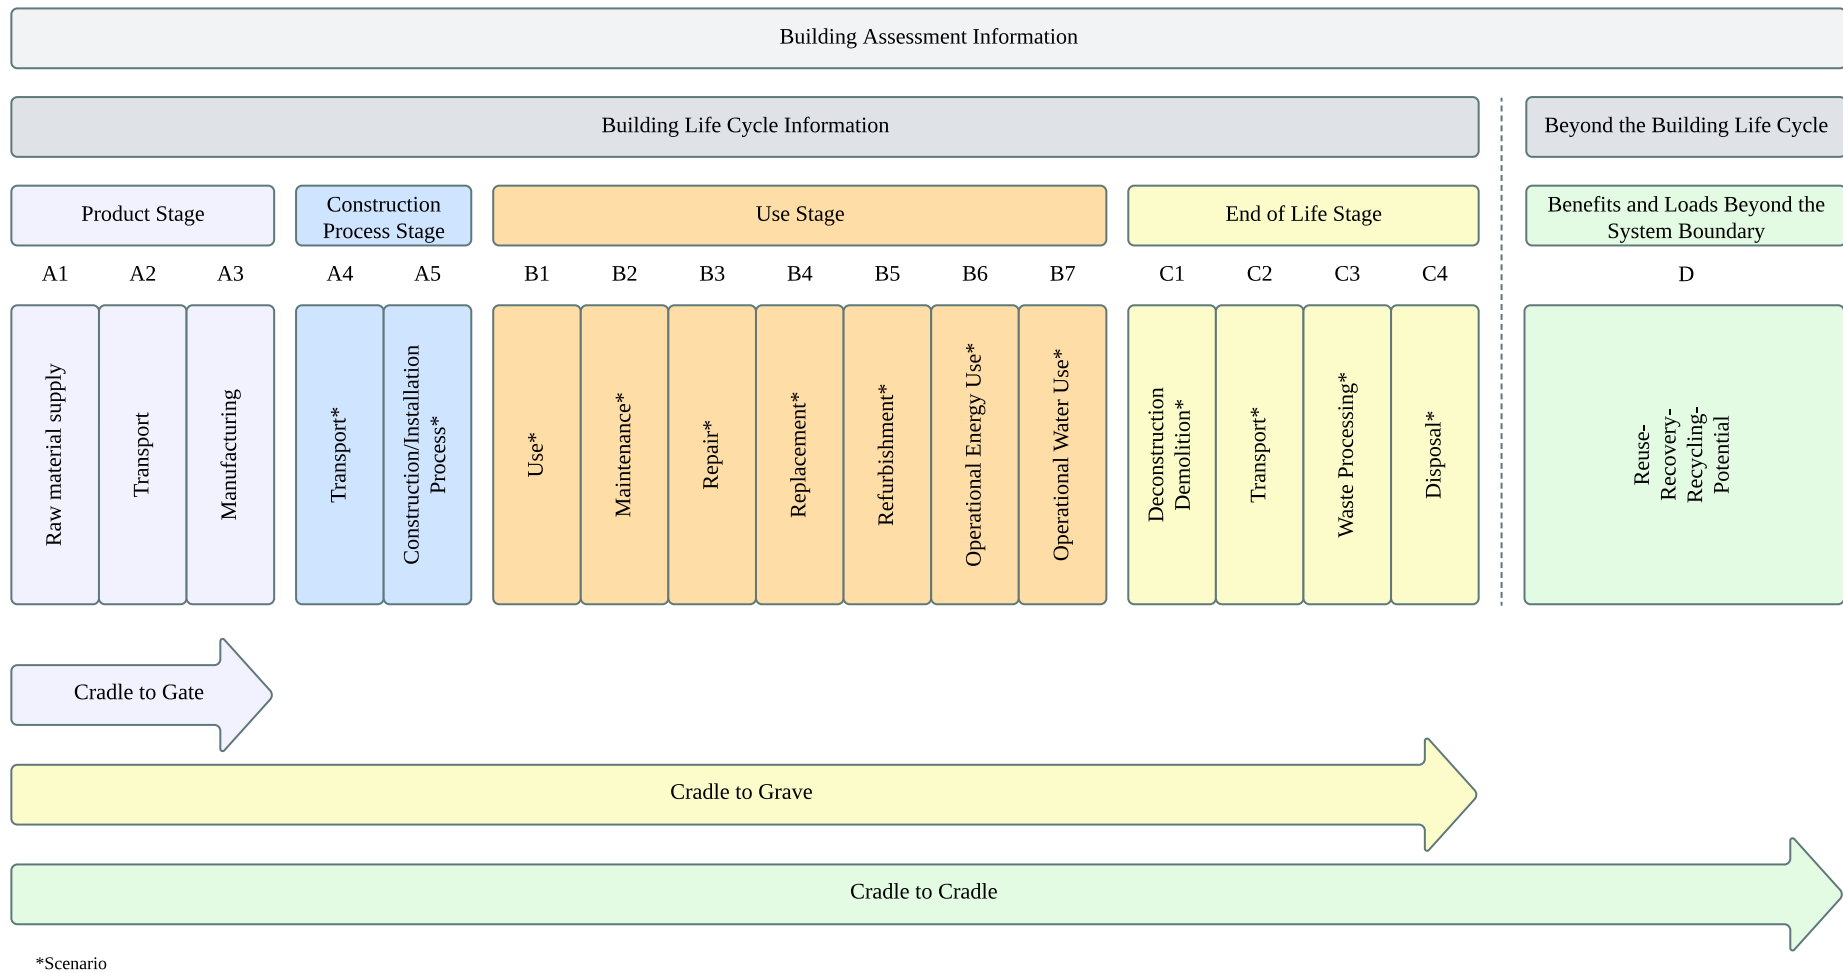 Building Assessment Information
Building Life Cycle Information
Beyond the Building Life Cycle
Product Stage
Construction
Process Stage
Use Stage
End of Life Stage
Benefits and Loads Beyond the
System Boundary
A1
A2
A3
A4
A5
B1
B2
B3
B4
B5
B6
B7
C1
C2
C3
C4
D
Raw material supply
Transport
Manufacturing
Transport*
Construction/Installation
Process*
Use*
Maintenance*
Repair*
Replacement*
Refurbishment*
Operational Energy Use*
Operational Water Use*
Deconstruction
Demolition*
Transport*
Waste Processing*
Disposal*
Reuse-
Recovery-
Recycling-
Potential
Cradle to Gate
Cradle to Grave
Cradle to Cradle
*Scenario